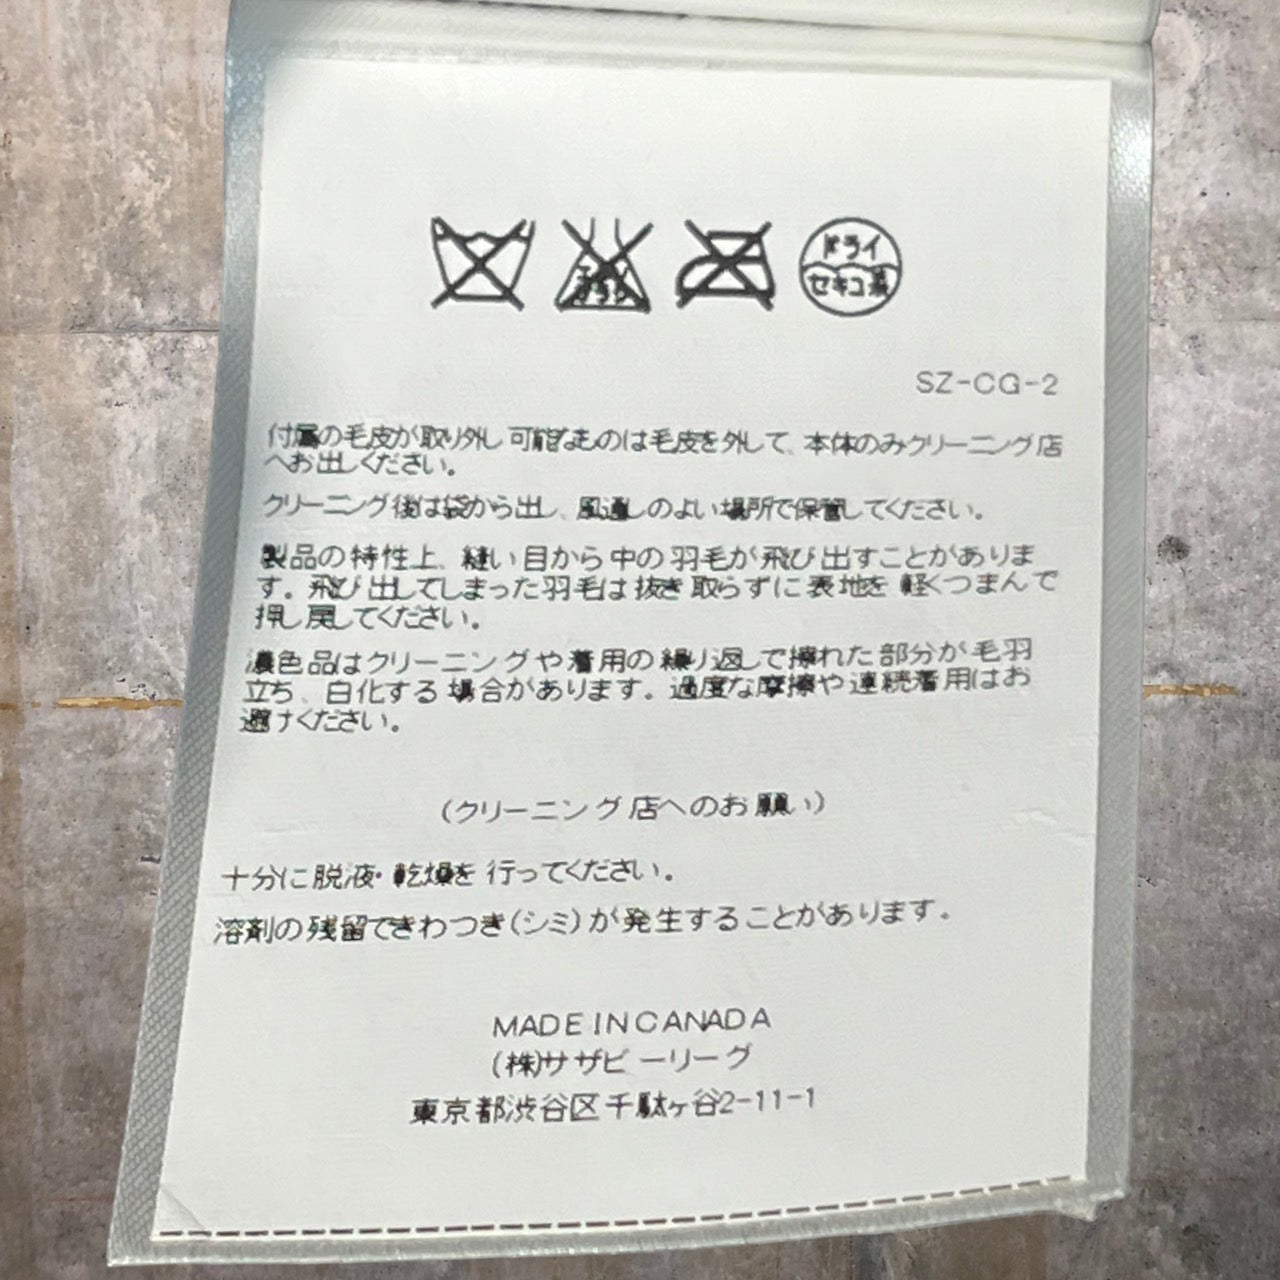 ドライ
セキユ系
SZ-CG-2
付属の毛皮が取り外し可能なものは毛皮を外して、本体のみクリーニング店
へお出しください。
クリーニング後は袋から出し、風通しのよい場所で保管してください。
製品の特性上、縫い目から中の羽毛が飛び出すことがありま
す。飛び出してしまった羽毛は抜き取らずに表地を軽くつまんで
押し戻してください。
濃色品はクリーニングや着用の繰り返しで擦れた部分が毛羽
立ち、白化する場合があります。過度な摩擦や連続着用はお
避けください。
(クリーニング店へのお願い)
十分に脱液・乾燥を行ってください。
溶剤の残留できわつき(シミ)が発生することがあります。
MADE IN CANADA
(株)サザビーリーグ
東京都渋谷区千駄ヶ谷2-11-1